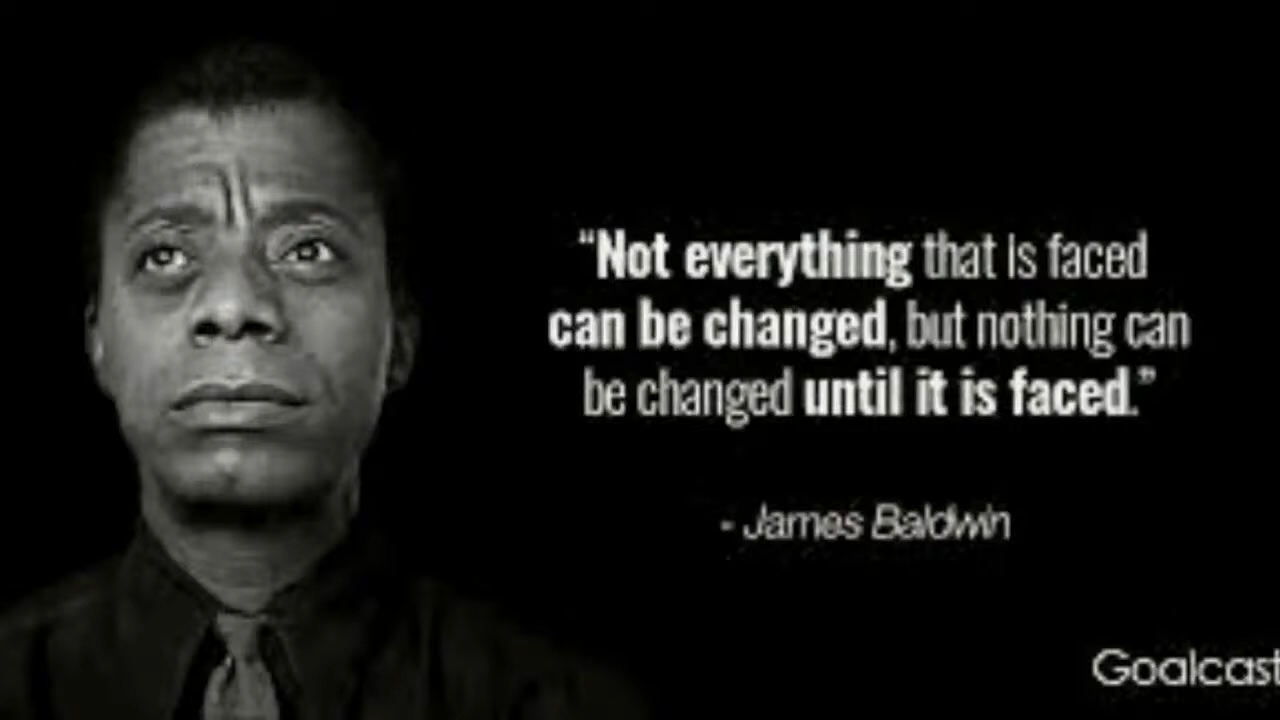 “Not everything that is faced
can be changed, but nothing can
be changed until it is faced.”
- James Baldwin
Goalcast